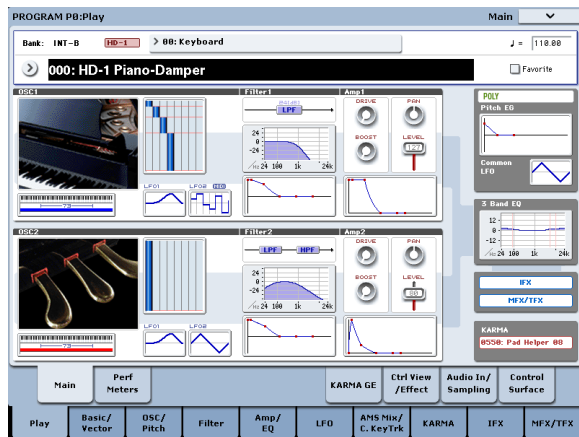 PROGRAM P0:Play Main
Bank: INT-B HD-1 > 00: Keyboard ♩ = 110.00
000: HD-1 Piano-Damper Favorite
OSC1 Filter1 Amp1 POLY
LPF DRIVE PAN Pitch EG
BOOST LEVEL
127
24
0
-24
/Hz 24 100 1k 24k
LFO1 LFO2
73
Common
LFO
OSC2 Filter2 Amp2 3 Band EQ
LPF HPF DRIVE PAN
12
0
-12
/Hz 24 100 1k 24k
BOOST LEVEL
80
24
0
-24
/Hz 24 100 1k 24k
IFX
MFX/TFX
LFO1 LFO2
73
KARMA
0550: Pad Helper 08
Main Perf Meters KARMA GE Ctrl View /Effect Audio In/ Sampling Control Surface
Play Basic/ Vector OSC/ Pitch Filter Amp/ EQ LFO AMS Mix/ C.KeyTrk KARMA IFX MFX/TFX